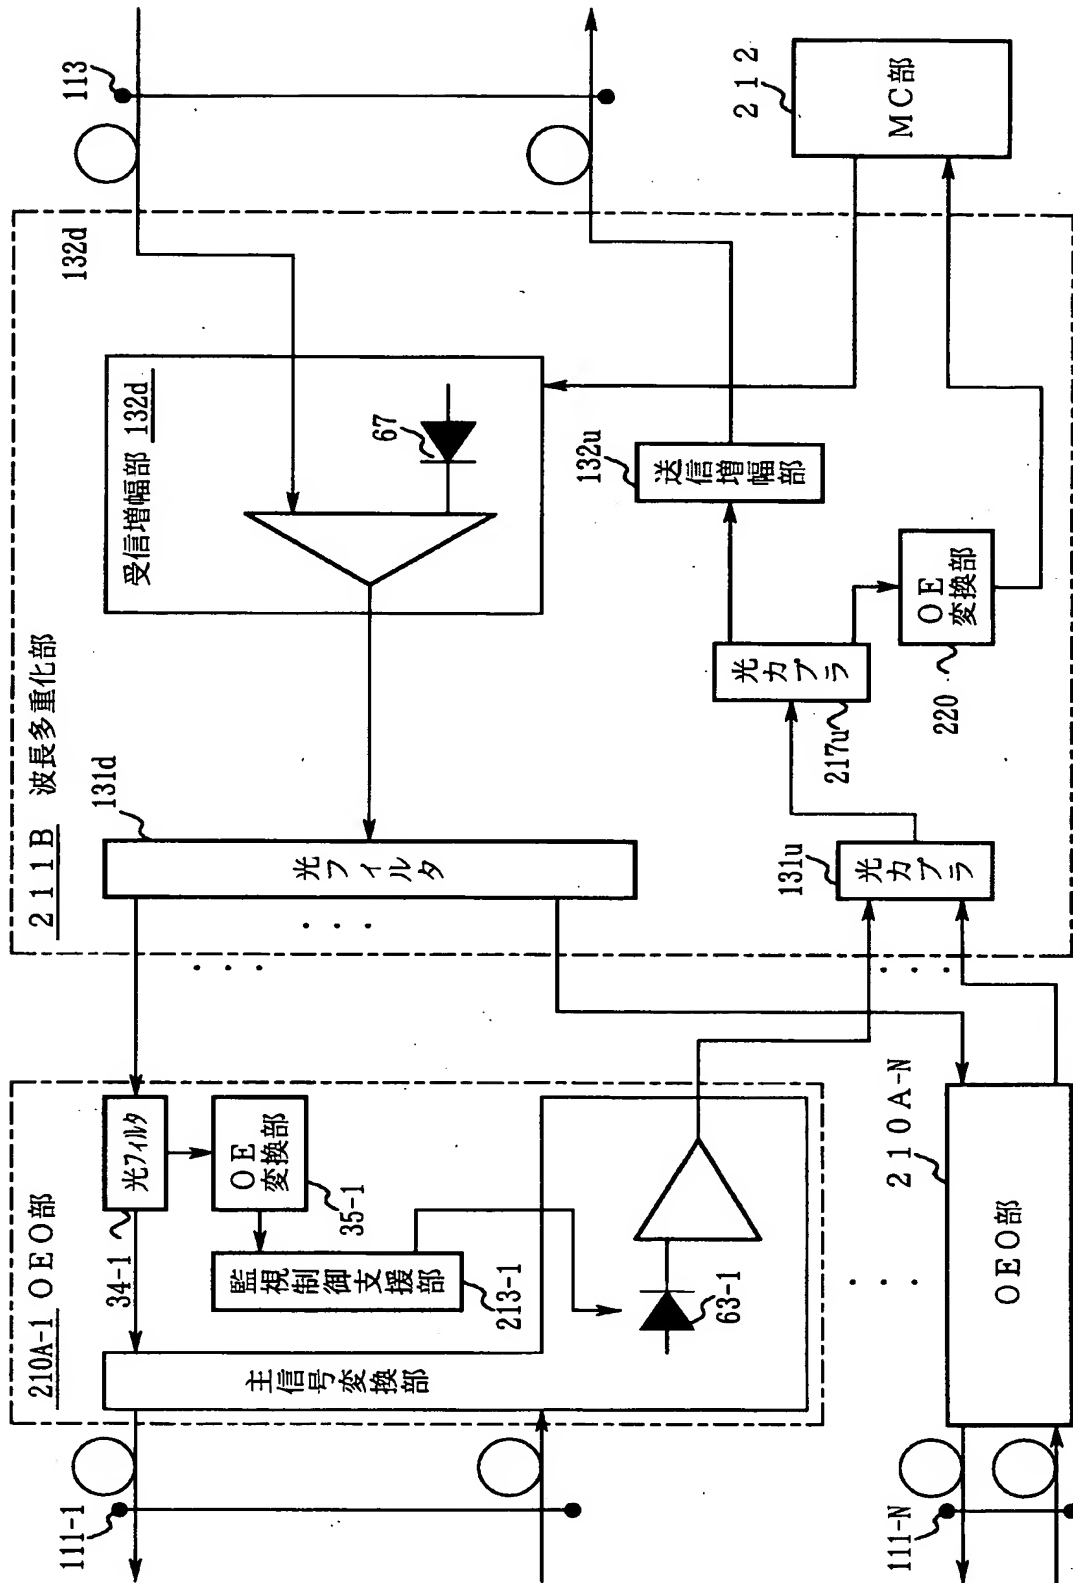 113
132d
212
MC部
211B 波長多重化部
受信増幅部 132d
67
131d
光フィルタ
132u
送信増幅部
光カプラ
217u
OE
変換部
220
131u
光カプラ
210A-1 OEO部
34-1
光フィルタ
OE
変換部
35-1
監視制御支援部
213-1
主信号変換部
63-1
111-1
210A-N
OEO部
111-N